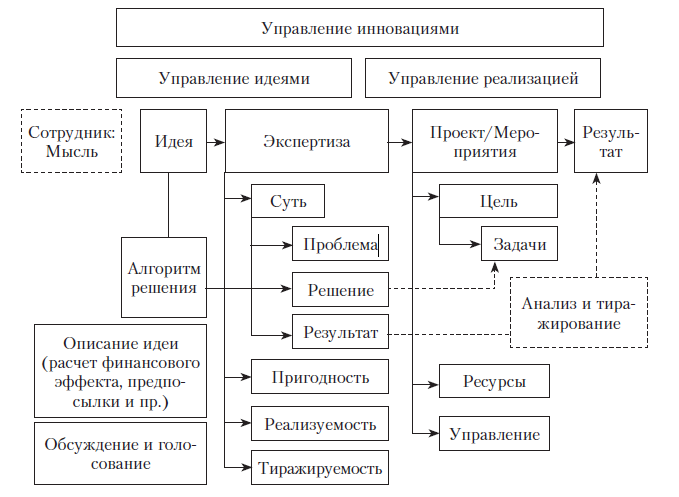 Управление инновациями
Управление идеями
Управление реализацией
Сотрудник:
Мысль
Идея
Экспертиза
Проект/Меро-
приятия
Резуль-
тат
Суть
Цель
Проблема
Задачи
Алгоритм
решения
Решение
Анализ и тира-
жирование
Результат
Описание идеи
(расчет финансового
эффекта, предпо-
сылки и пр.)
Пригодность
Ресурсы
Реализуемость
Управление
Обсуждение и голо-
сование
Тиражируемость